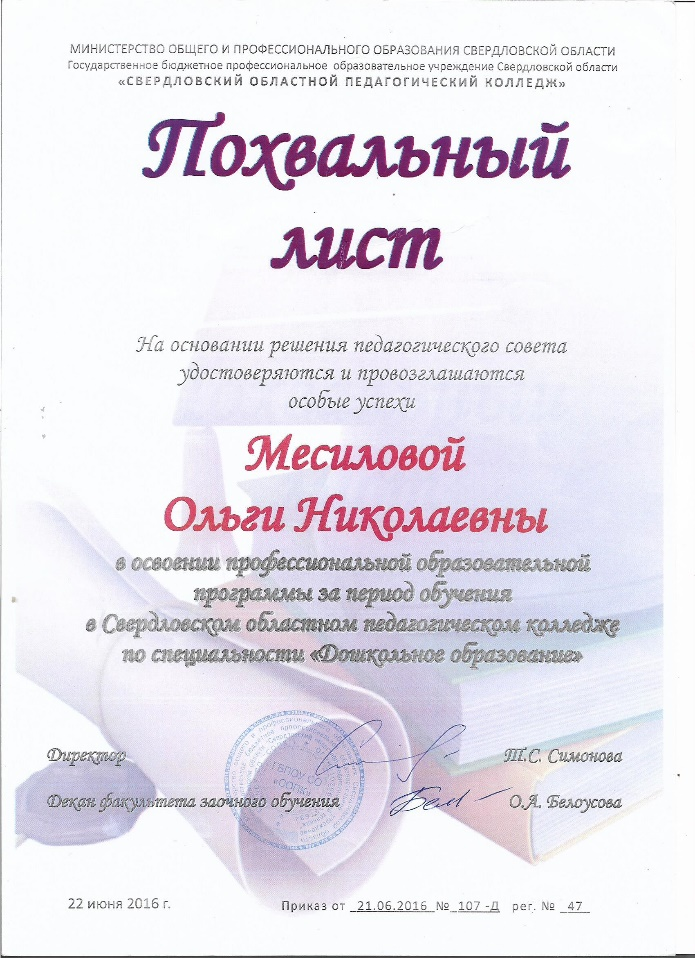 МИНИСТЕРСТВО ОБЩЕГО И ПРОФЕССИОНАЛЬНОГО ОБРАЗОВАНИЯ СВЕРДЛОВСКОЙ ОБЛАСТИ
Государственное бюджетное профессиональное образовательное учреждение Свердловской области
«СВЕРДЛОВСКИЙ ОБЛАСТНОЙ ПЕДАГОГИЧЕСКИЙ КОЛЛЕДЖ»
Похвальный
лист
На основании решения педагогического совета
удостоверяются и провозглашаются
особые успехи
Месиловой
Ольги Николаевны
в освоении профессиональной образовательной
программы за период обучения
в Свердловском областном педагогическом колледже
по специальности «Дошкольное образование»
Директор Т.С. Симонова
Декан факультета заочного обучения О.А. Белоусова
ГБПОУ СО
«СОПК»
22 июня 2016 г. Приказ от 21.06.2016 № 107 -Д рег. № 47